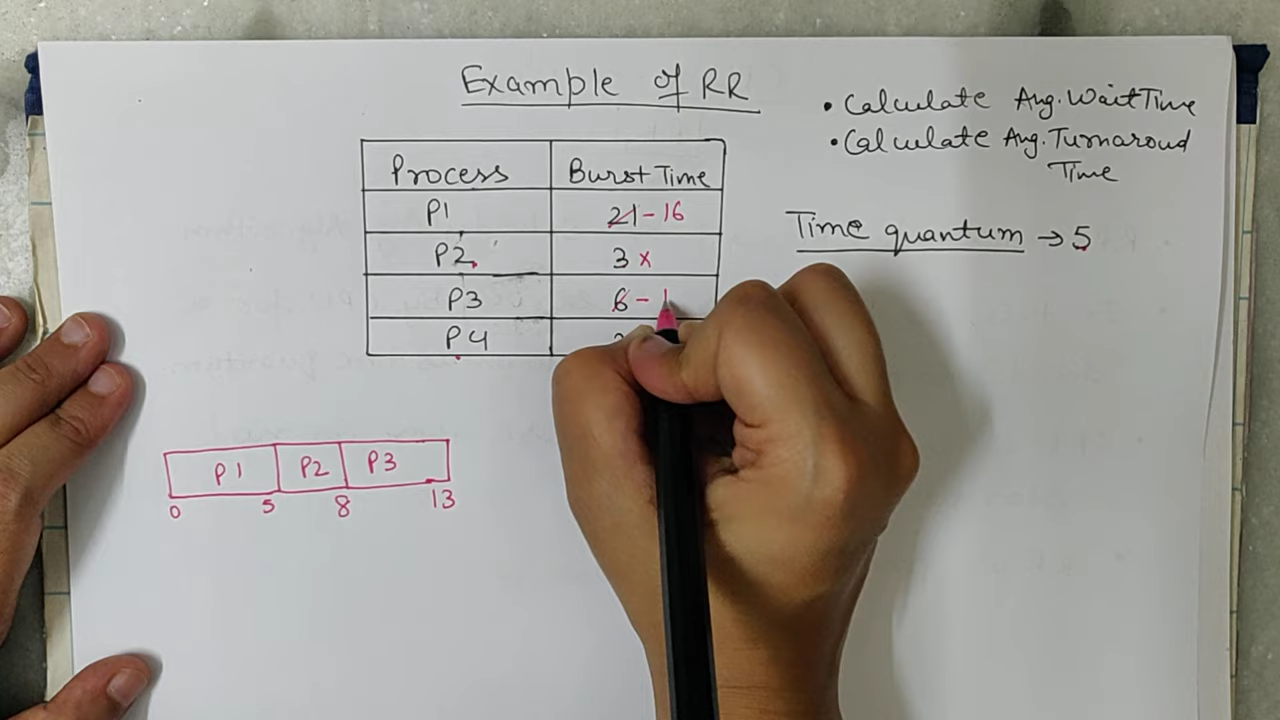 Example of RR
• Calculate Avg. Wait Time
• Calculate Avg. Turnaroud
Time
Process Burst Time
P1 21 - 16
P2 3 x
P3 6 - 1
P4
Time quantum → 5
P1 P2 P3
0 5 8 13